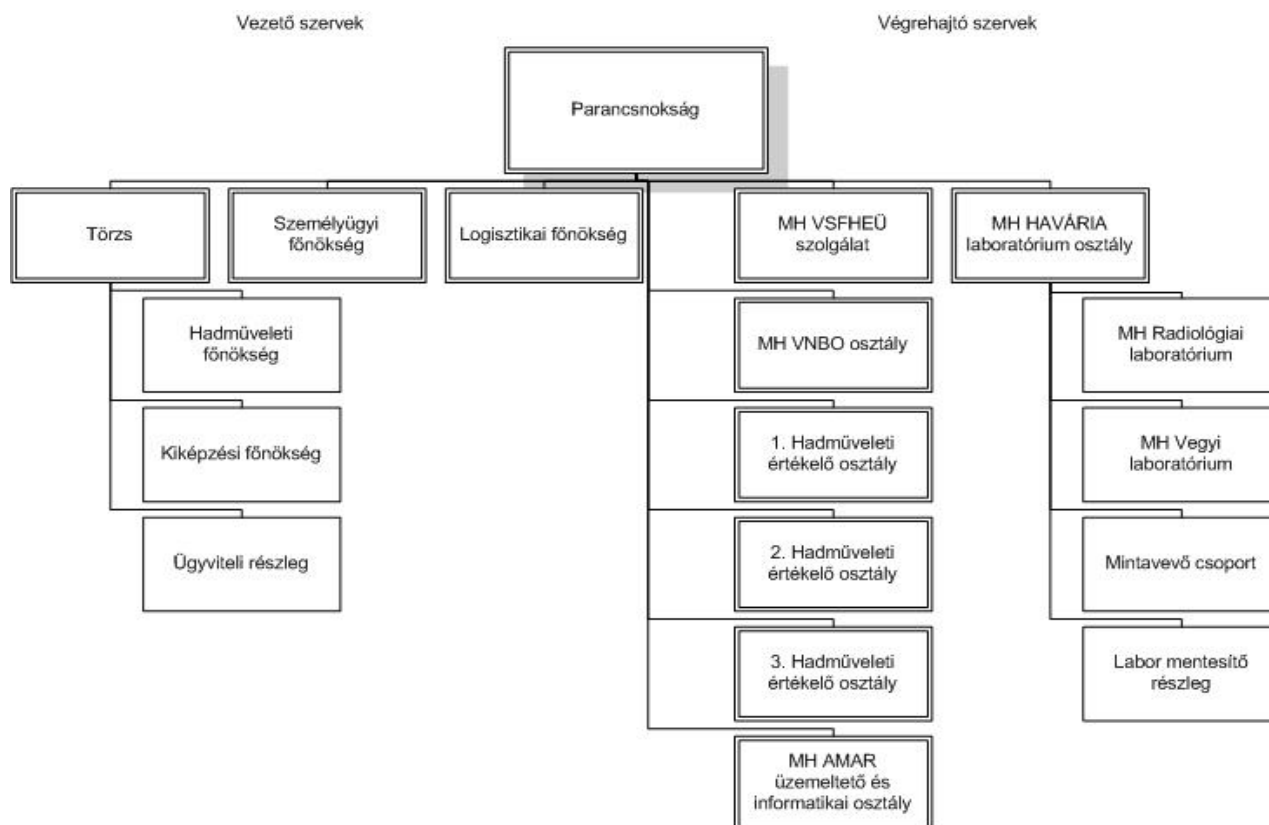 Vezető szervek
Végrehajtó szervek
Parancsnokság
Törzs
Személyügyi
főnökség
Logisztikai főnökség
MH VSFHEÜ
szolgálat
MH HAVÁRIA
laboratórium osztály
Hadműveleti
főnökség
Kiképzési főnökség
Ügyviteli részleg
MH VNBO osztály
1. Hadműveleti
értékelő osztály
2. Hadműveleti
értékelő osztály
3. Hadműveleti
értékelő osztály
MH AMAR
üzemeltető és
informatikai osztály
MH Radiológiai
laboratórium
MH Vegyi
laboratórium
Mintavevő csoport
Labor mentesítő
részleg